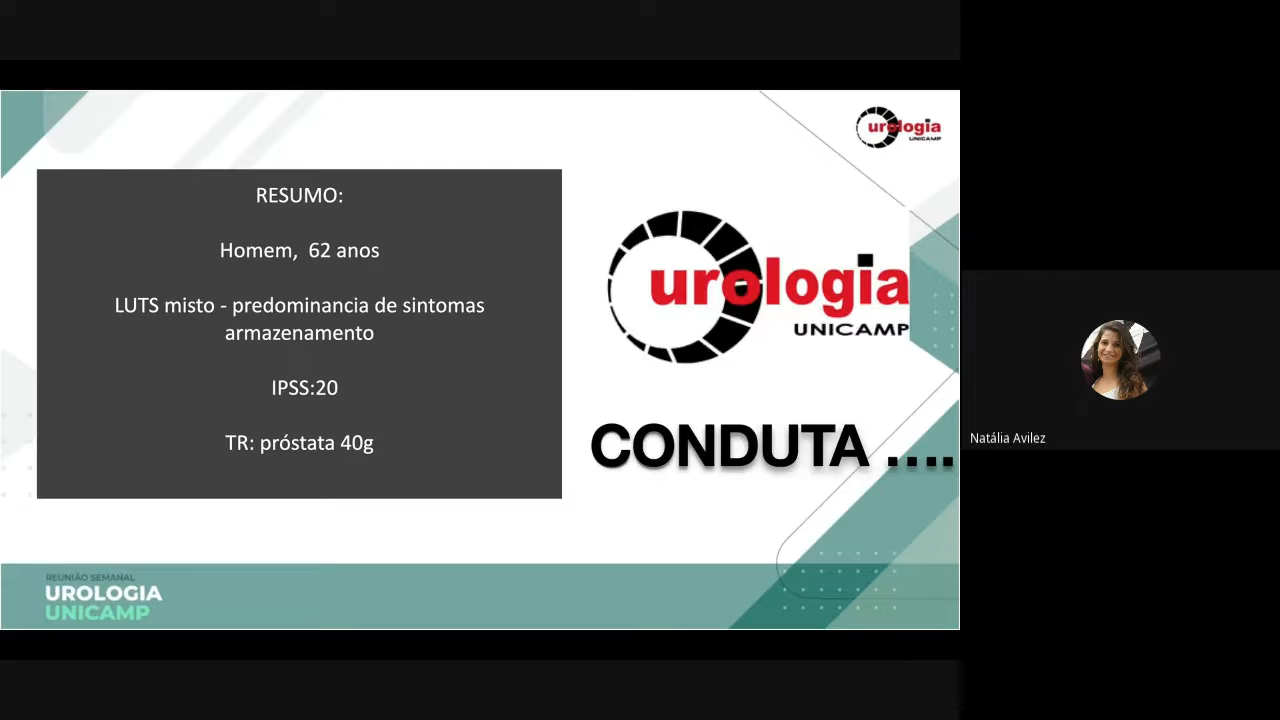 urologia
UNICAMP
RESUMO:
Homem, 62 anos
LUTS misto - predominancia de sintomas
armazenamento
IPSS:20
TR: próstata 40g
urologia
UNICAMP
CONDUTA ....
REUNIÃO SEMANAL
UROLOGIA
UNICAMP
Natália Avilez